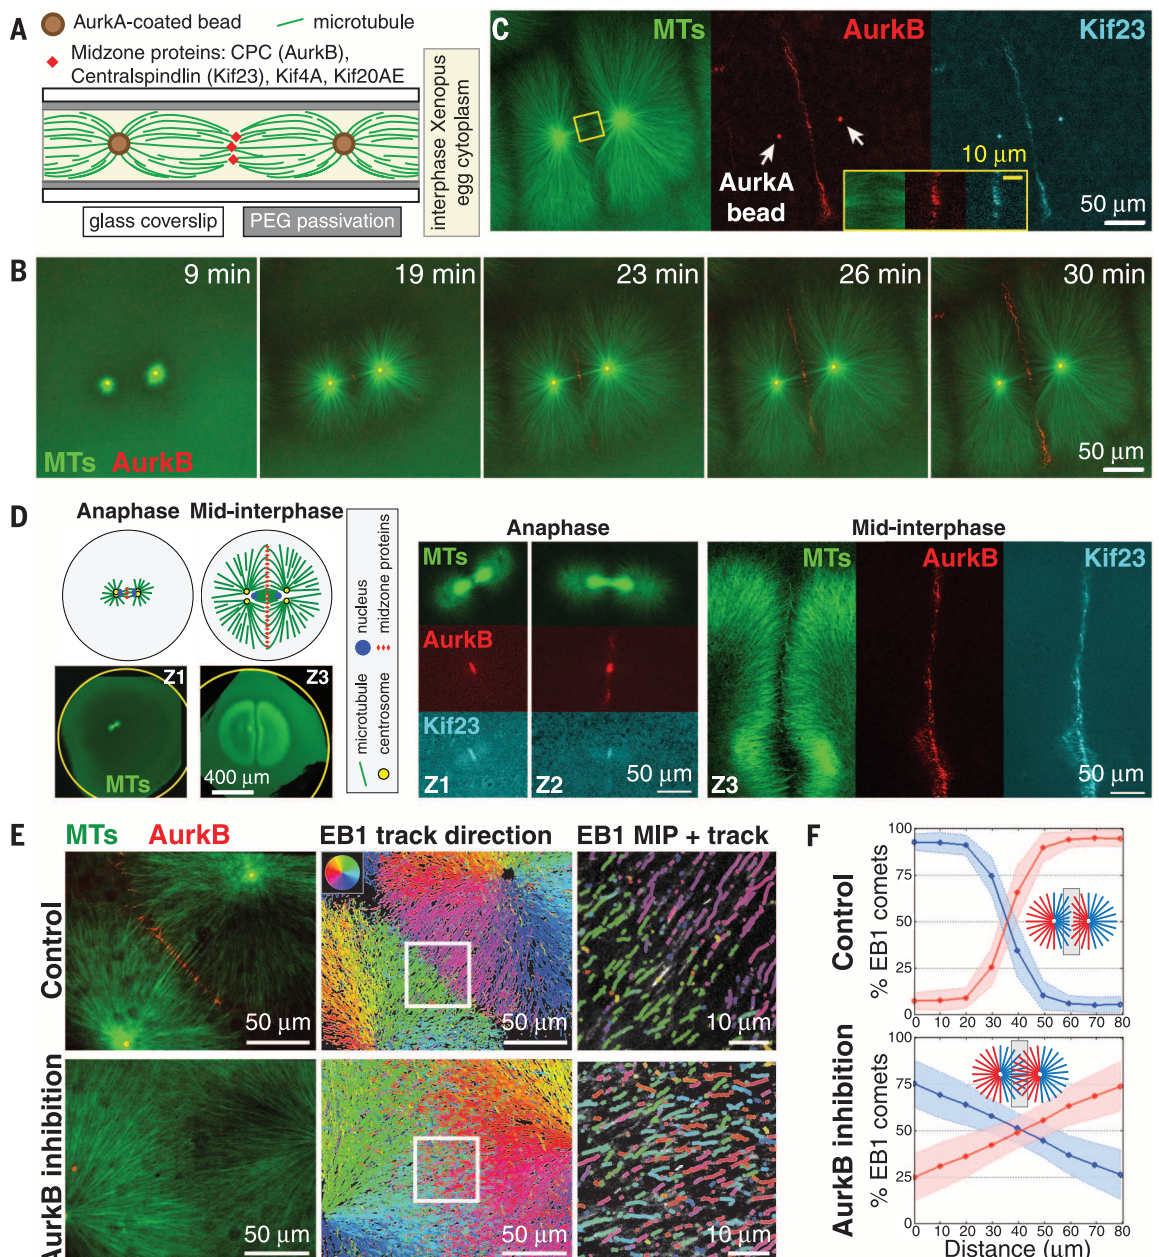 A
AurkA-coated bead
microtubule
Midzone proteins: CPC (AurkB),
Centralspindlin (Kif23), Kif4A, Kif20AE
interphase Xenopus
egg cytoplasm
glass coverslip
PEG passivation
C
MTs
AurkB
Kif23
AurkA
bead
10 µm
50 µm
B
9 min
19 min
23 min
26 min
30 min
MTs AurkB
50 µm
D
Anaphase
Mid-interphase
nucleus
midzone proteins
microtubule
centrosome
Z1
MTs
Z3
400 µm
Anaphase
MTs
AurkB
Kif23
Z1
Z2
50 µm
Mid-interphase
MTs
AurkB
Kif23
Z3
50 µm
E
MTs AurkB
EB1 track direction
EB1 MIP + track
Control
50 µm
50 µm
10 µm
AurkB inhibition
50 µm
50 µm
10 µm
F
Control
% EB1 comets
100
75
50
25
0
0 10 20 30 40 50 60 70 80
AurkB inhibition
% EB1 comets
100
75
50
25
0
0 10 20 30 40 50 60 70 80
Distance (µm)